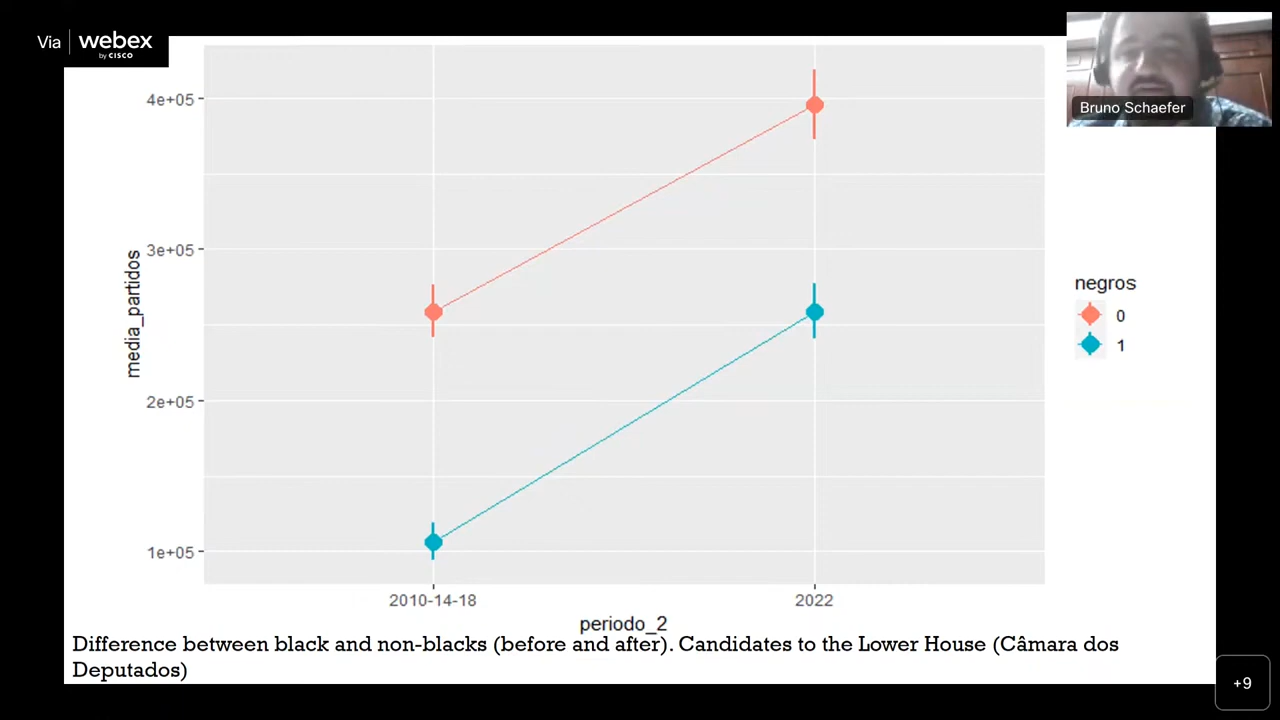 Via webex
by CISCO
Bruno Schaefer
4e+05
3e+05
2e+05
1e+05
media_partidos
2010-14-18
2022
periodo_2
negros
0
1
Difference between black and non-blacks (before and after). Candidates to the Lower House (Câmara dos
Deputados)
+9